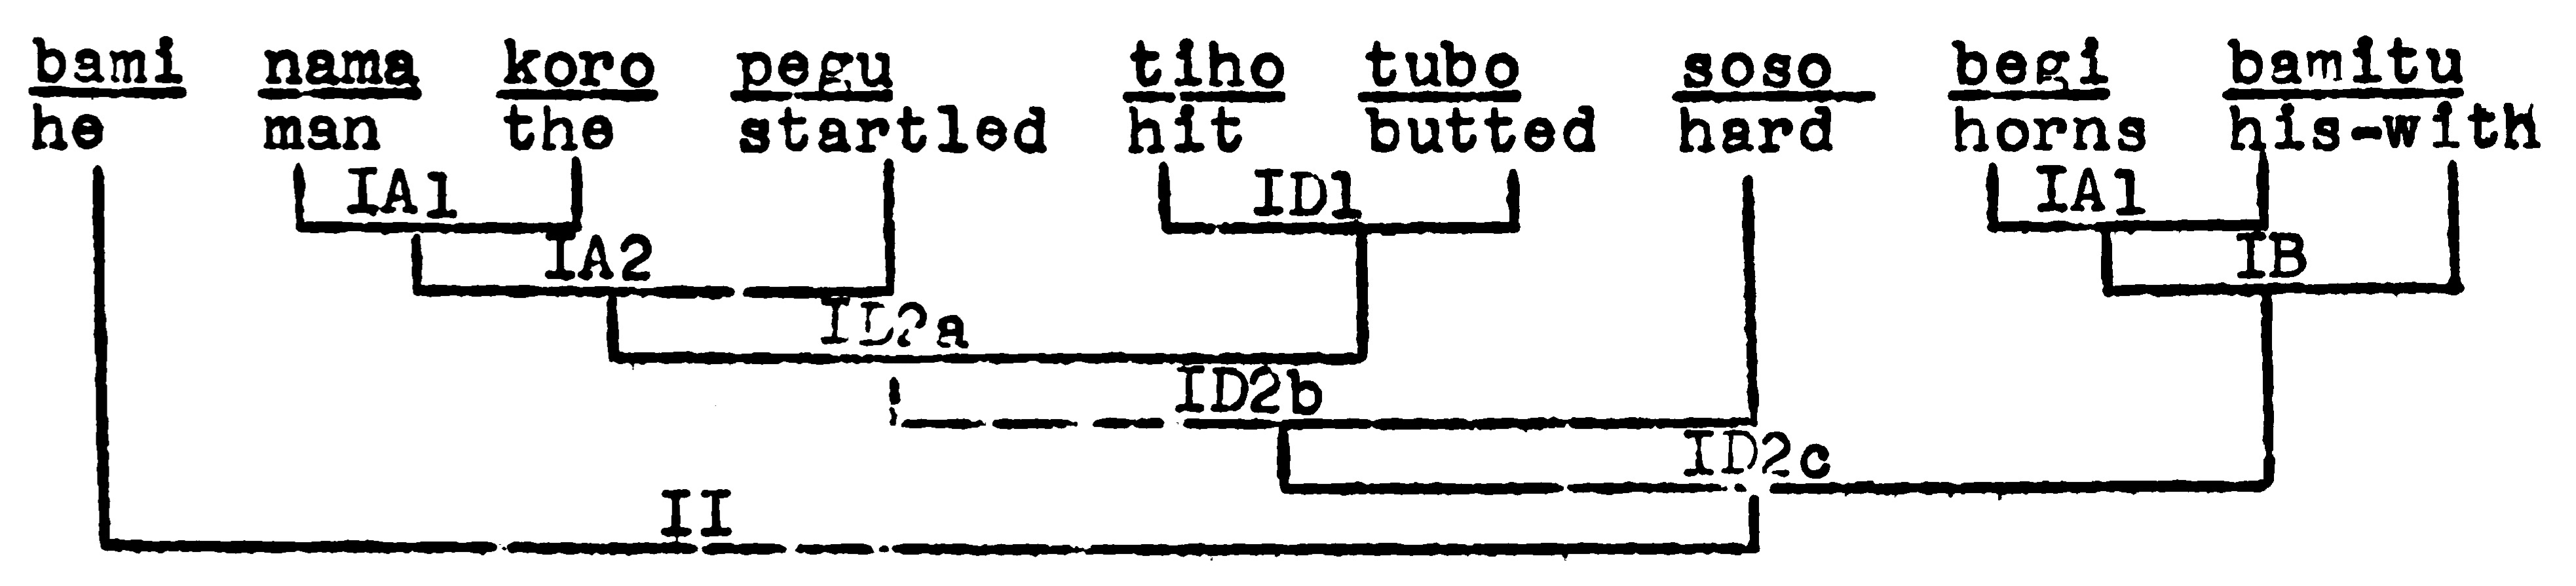 bami nama koro pegu tiho tubo soso begi bamitu
he man the startled hit butted hard horns his-with
IA1 ID1 IA1
IA2 IB
ID2a
ID2b
ID2c
II